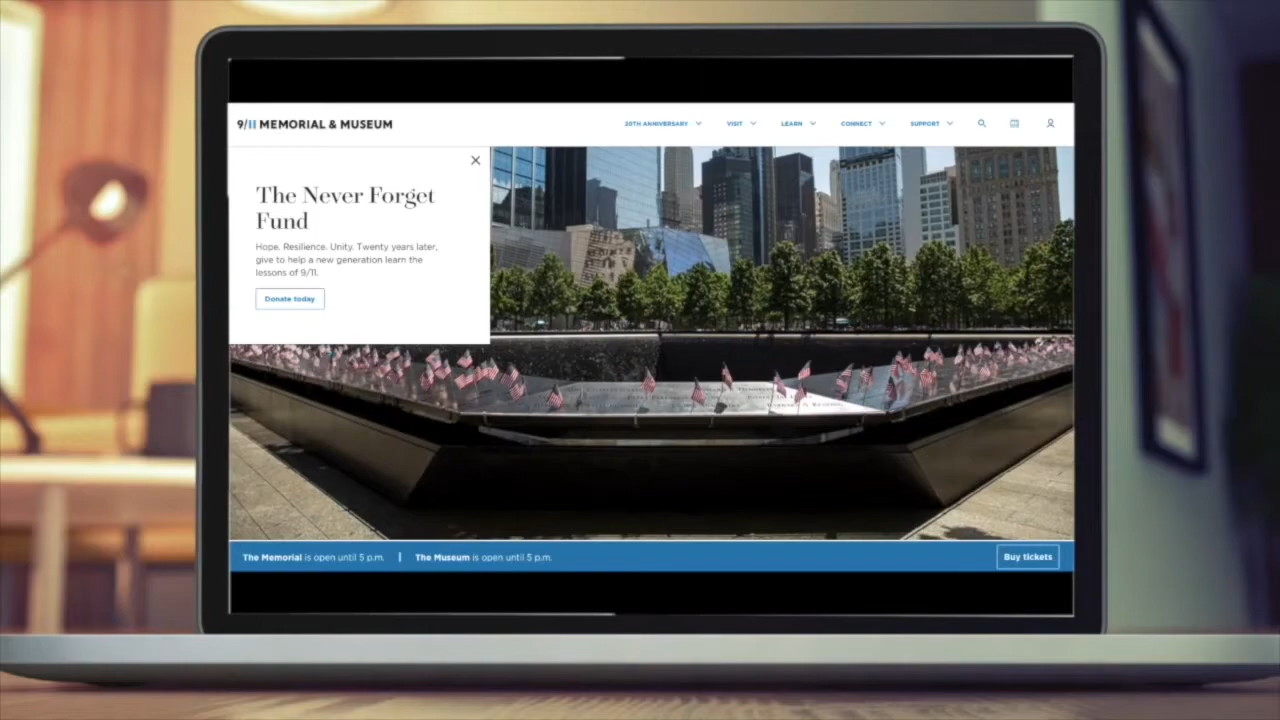 9/11 MEMORIAL & MUSEUM
20TH ANNIVERSARY VISIT LEARN CONNECT SUPPORT
The Never Forget
Fund
Hope. Resilience. Unity. Twenty years later,
give to help a new generation learn the
lessons of 9/11.
Donate today
The Memorial is open until 5 p.m. | The Museum is open until 5 p.m.
Buy tickets